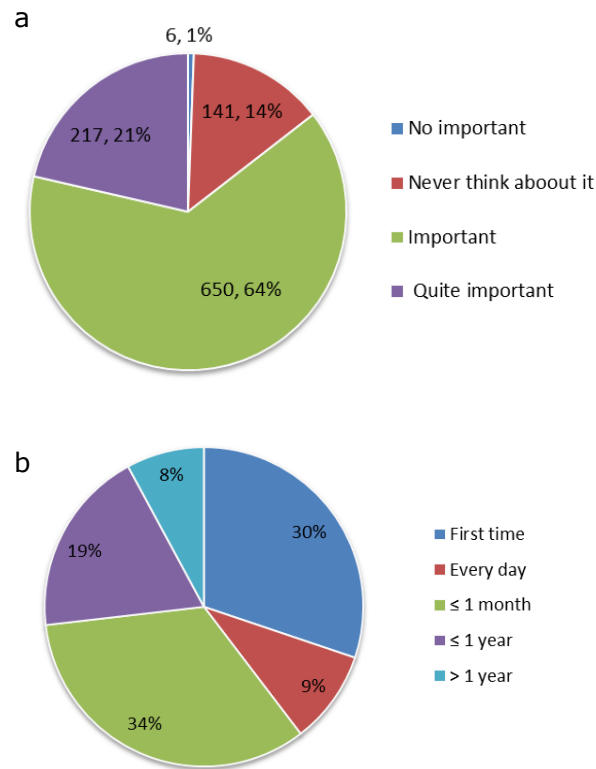 a
6, 1%
141, 14%
217, 21%
650, 64%
No important
Never think aboout it
Important
Quite important
b
8%
30%
19%
9%
34%
First time
Every day
≤ 1 month
≤ 1 year
> 1 year